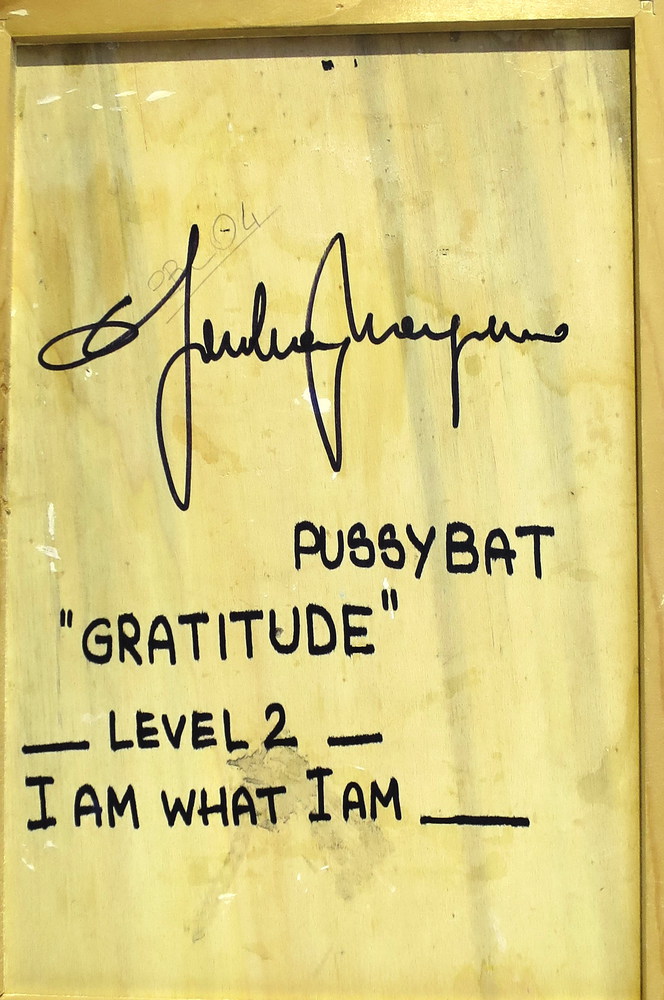 PUSSYBAT
"GRATITUDE"
— LEVEL 2 —
I AM WHAT I AM —